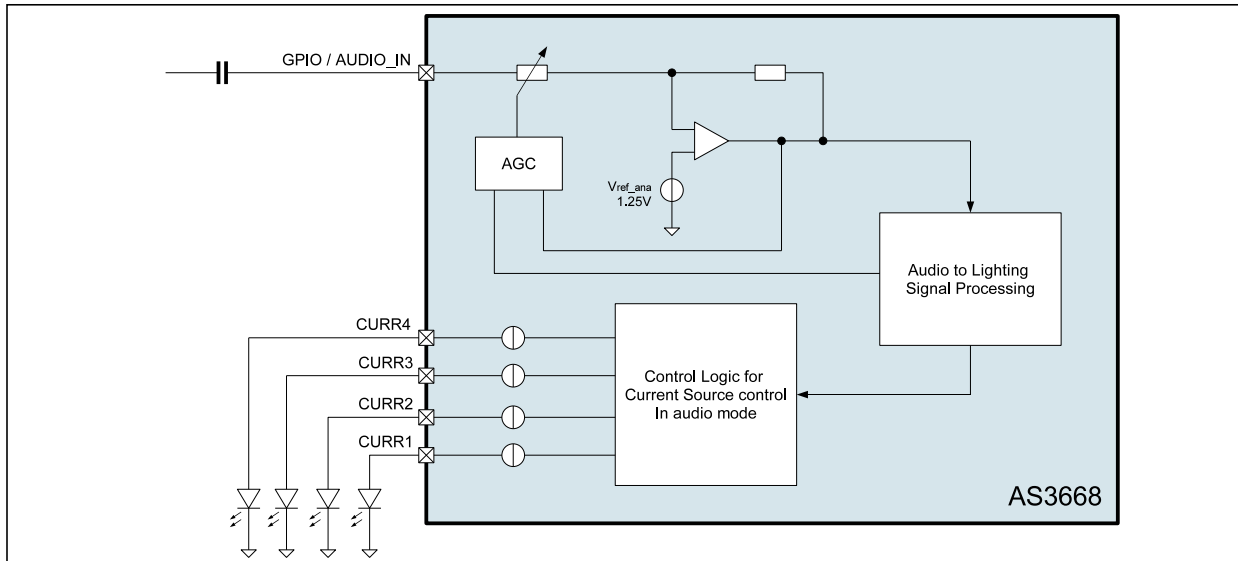 GPIO / AUDIO_IN
AGC
Vref_ana
1.25V
Audio to Lighting
Signal Processing
CURR4
CURR3
CURR2
CURR1
Control Logic for
Current Source control
In audio mode
AS3668